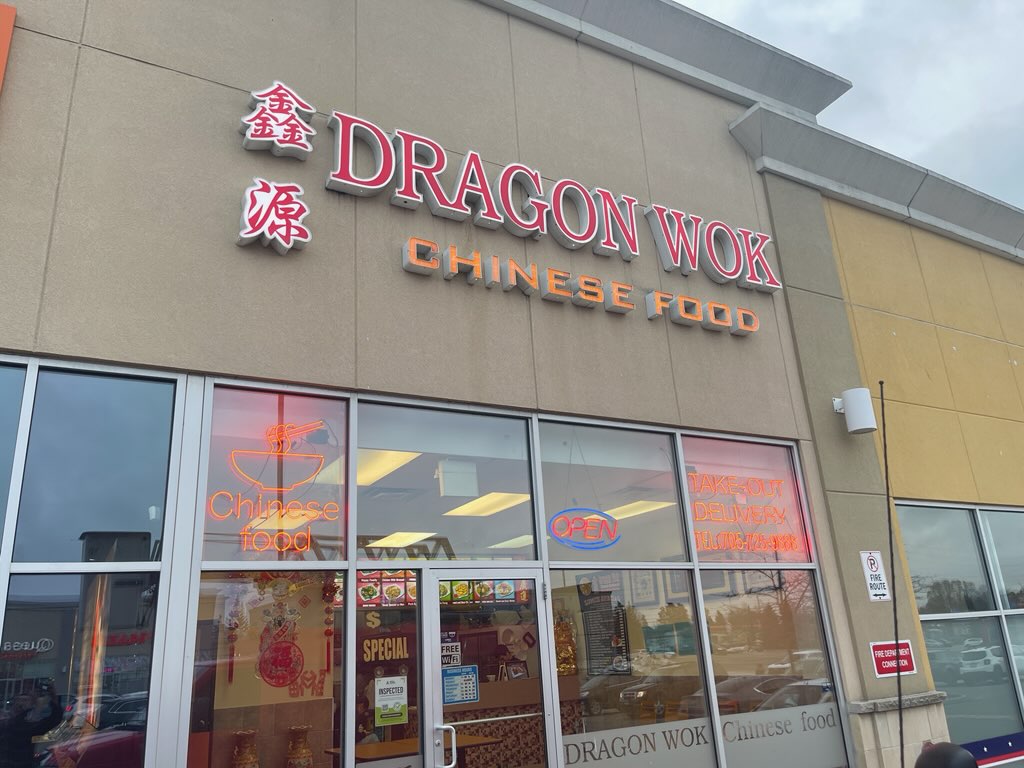 鑫源
DRAGON WOK
CHINESE FOOD
Chinese
food
OPEN
TAKE-OUT
DELIVERY
$
SPECIAL
FREE
WiFi
INSPECTED
DRAGON WOK
Chinese food
P
FIRE
ROUTE
FIRE DEPARTMENT
CONNECTION